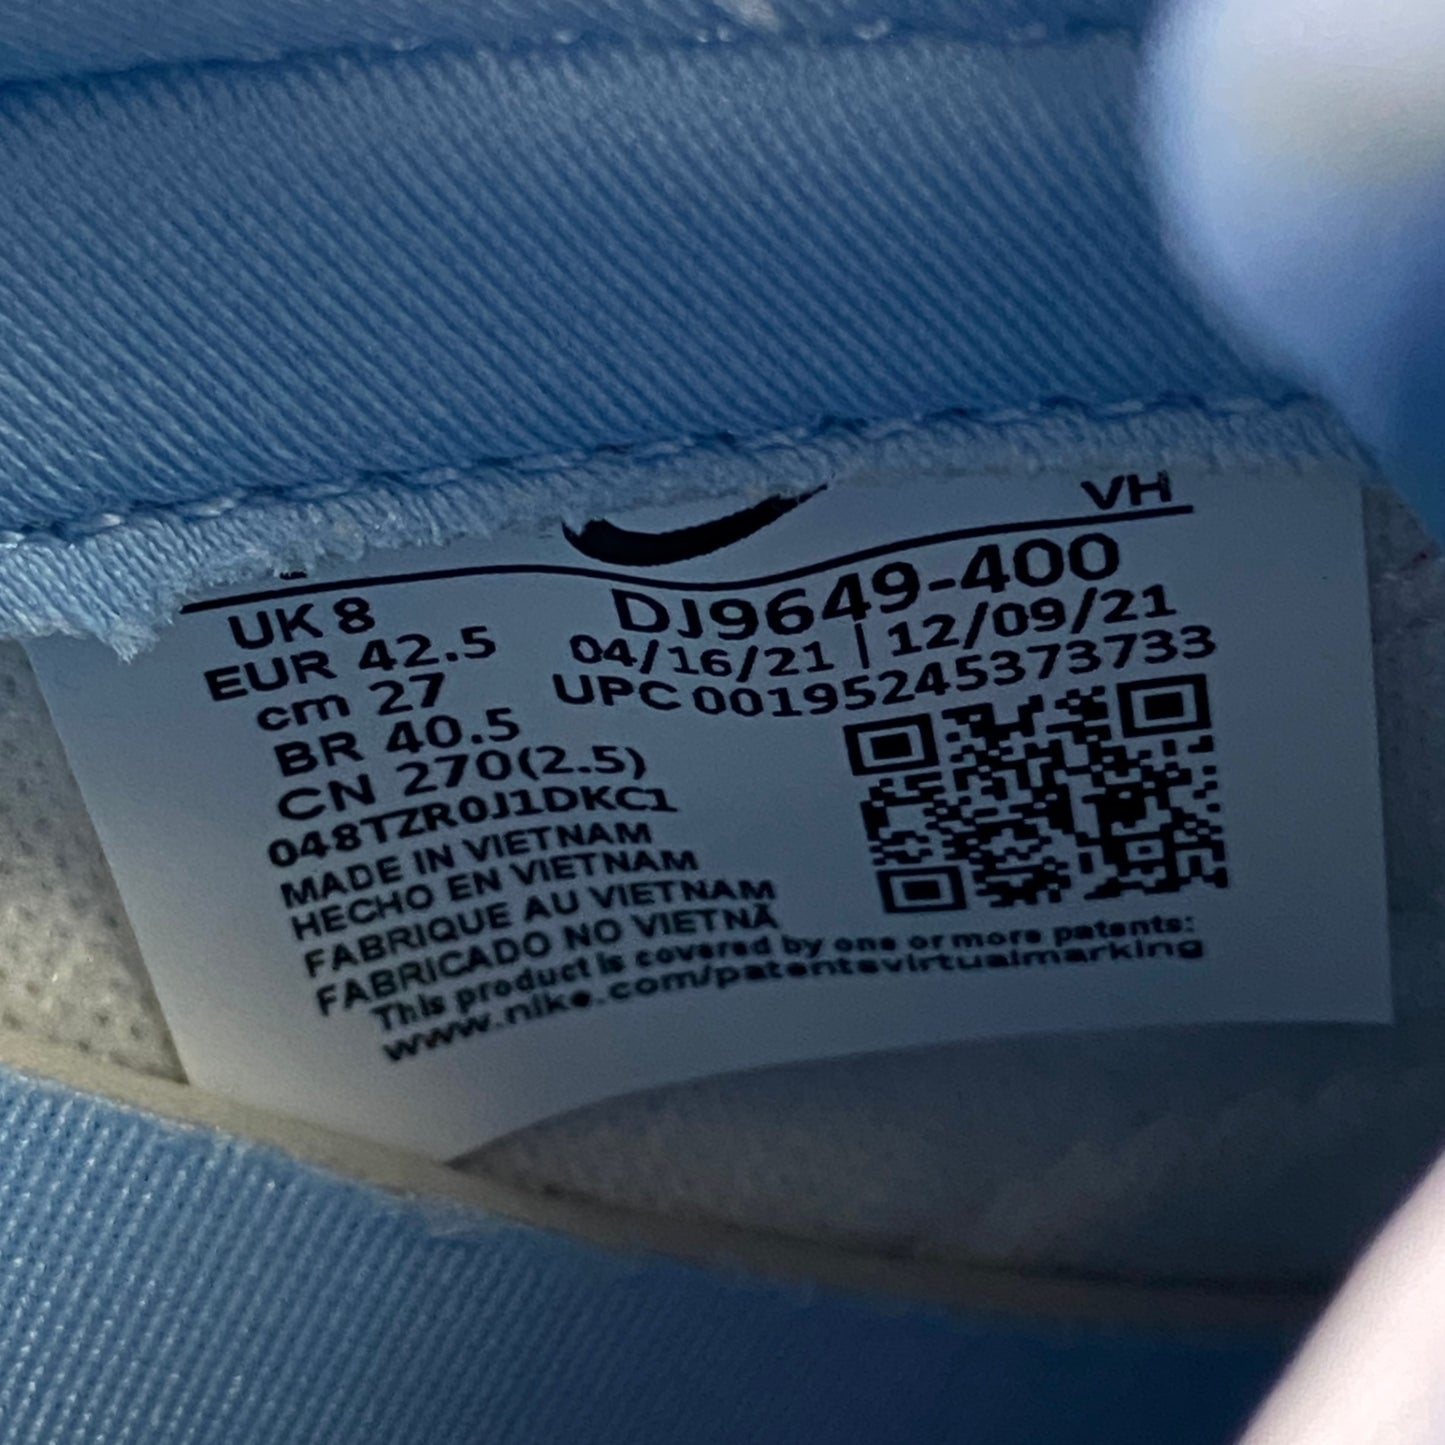 VH
UK 8
EUR 42.5
cm 27
BR 40.5
CN 270(2.5)
048TZR0J1DKC1
MADE IN VIETNAM
HECHO EN VIETNAM
FABRIQUE AU VIETNAM
FABRICADO NO VIETNÃ
This product is covered by one or more patents:
www.nike.com/patentsvirtualmarking
DJ9649-400
04/16/21 | 12/09/21
UPC 00195245373733